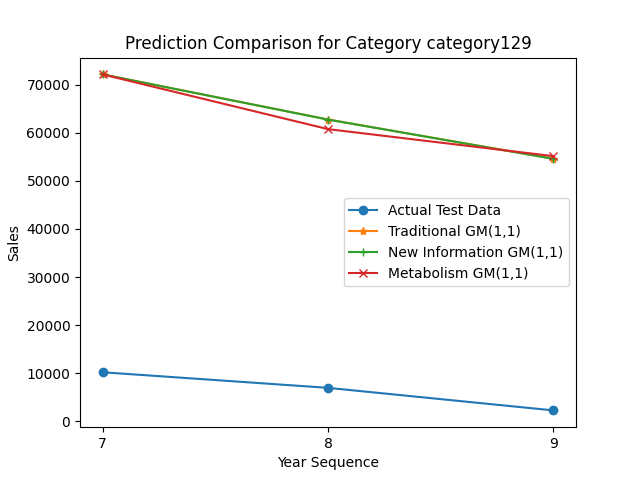 Prediction Comparison for Category category129
70000
60000
50000
40000
30000
20000
10000
0
Sales
Actual Test Data
Traditional GM(1,1)
New Information GM(1,1)
Metabolism GM(1,1)
7
8
9
Year Sequence